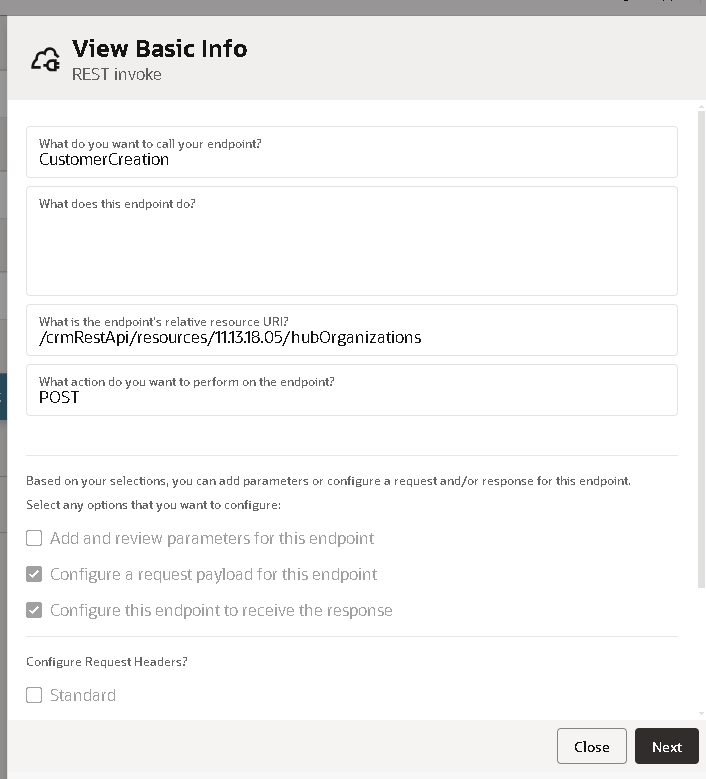 View Basic Info
REST invoke
What do you want to call your endpoint?
CustomerCreation
What does this endpoint do?
What is the endpoint's relative resource URI?
/crmRestApi/resources/11.13.18.05/hubOrganizations
What action do you want to perform on the endpoint?
POST
Based on your selections, you can add parameters or configure a request and/or response for this endpoint.
Select any options that you want to configure:
Add and review parameters for this endpoint
Configure a request payload for this endpoint
Configure this endpoint to receive the response
Configure Request Headers?
Standard
Close
Next